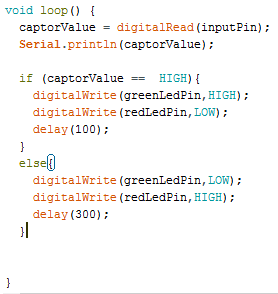 void loop() {
  captorValue = digitalRead(inputPin);
  Serial.println(captorValue);

  if (captorValue ==  HIGH){
    digitalWrite(greenLedPin,HIGH);
    digitalWrite(redLedPin,LOW);
    delay(100);
  }
  else{
    digitalWrite(greenLedPin,LOW);
    digitalWrite(redLedPin,HIGH);
    delay(300);
  }


}